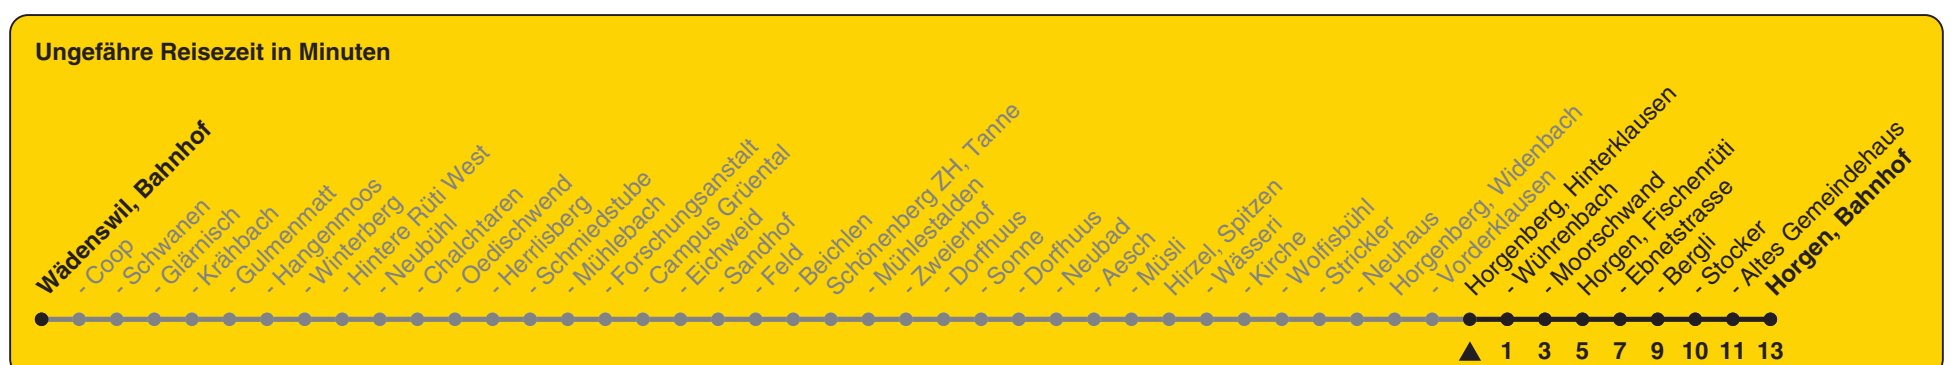 Ungefähre Reisezeit in Minuten
Wädenswil, Bahnhof
- Coop
- Schwanen
- Glärnisch
- Krähbach
- Gulmenmatt
- Hangenmoos
- Winterberg
- Hintere Rüti West
- Neubühl
- Chalchtaren
- Oedischwend
- Herrlisberg
- Schmiedstube
- Mühlebach
- Forschungsanstalt
- Campus Grüental
- Eichweid
- Sandhof
- Feld
- Beichlen
Schönenberg ZH, Tanne
- Mühlestalden
- Zweierhof
- Dorfhuus
- Sonne
- Dorfhuus
- Neubad
- Aesch
- Müsli
Hirzel, Spitzen
- Wässeri
- Kirche
- Wolfisbühl
- Strickler
- Neuhaus
Horgenberg, Widenbach
- Vorderklausen
Horgenberg, Hinterklausen
- Wührenbach
- Moorschwand
Horgen, Fischenrüti
- Ebnetstrasse
- Bergli
- Stocker
- Altes Gemeindehaus
Horgen, Bahnhof
1 3 5 7 9 10 11 13